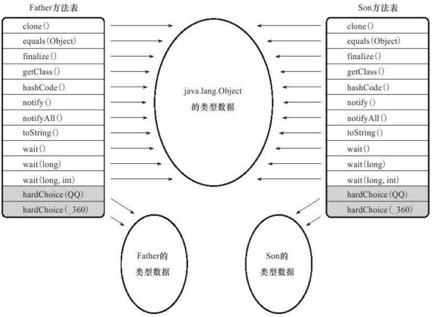 Father方法表
clone()
equals(Object)
finalize()
getClass()
hashCode()
notify()
notifyAll()
toString()
wait()
wait(long)
wait(long, int)
hardChoice(QQ)
hardChoice(_360)
java.lang.Object
的类型数据
Father的
类型数据
Son的
类型数据
Son方法表
clone()
equals(Object)
finalize()
getClass()
hashCode()
notify()
notifyAll()
toString()
wait()
wait(long)
wait(long, int)
hardChoice(QQ)
hardChoice(_360)